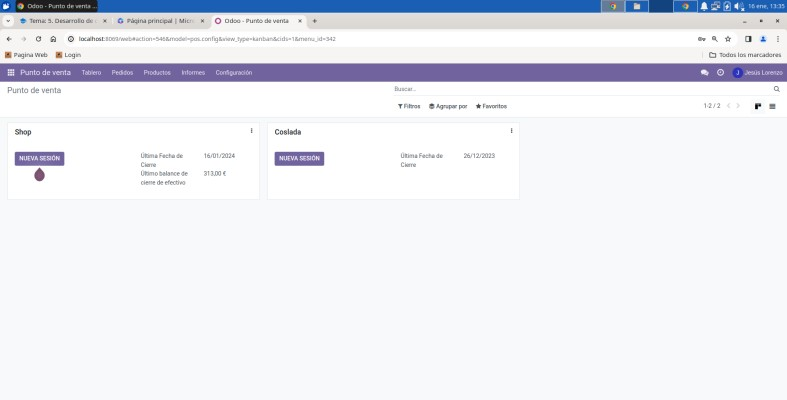 Odoo - Punto de venta ...
16 ene, 13:35
Tema: 5. Desarrollo de c
Página principal | Micr
Odoo - Punto de venta
localhost:8069/web#action=546&model=pos.config&view_type=kanban&cids=1&menu_id=342
Pagina Web
Login
Todos los marcadores
Punto de venta
Tablero
Pedidos
Productos
Informes
Configuración
J
Jesús Lorenzo
Punto de venta
Buscar...
Filtros
Agrupar por
Favoritos
1-2 / 2
Shop
NUEVA SESIÓN
Última Fecha de
Cierre
16/01/2024
Último balance de
cierre de efectivo
313,00 €
Coslada
NUEVA SESIÓN
Última Fecha de
Cierre
26/12/2023